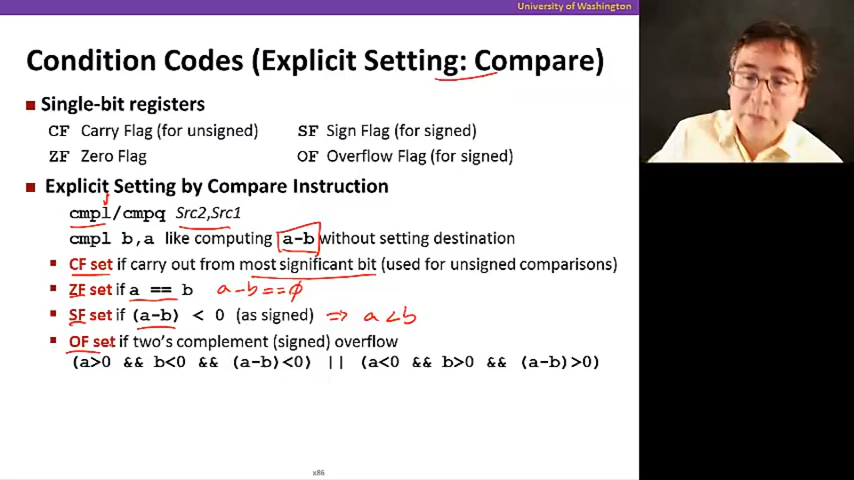 University of Washington
Condition Codes (Explicit Setting: Compare)
Single-bit registers
CF Carry Flag (for unsigned) SF Sign Flag (for signed)
ZF Zero Flag OF Overflow Flag (for signed)
Explicit Setting by Compare Instruction
cmpl/cmpq Src2,Src1
cmpl b,a like computing a-b without setting destination
CF set if carry out from most significant bit (used for unsigned comparisons)
ZF set if a == b a-b==φ
SF set if (a-b) < 0 (as signed) ⇒ a<b
OF set if two's complement (signed) overflow
(a>0 && b<0 && (a-b)<0) || (a<0 && b>0 && (a-b)>0)
x86